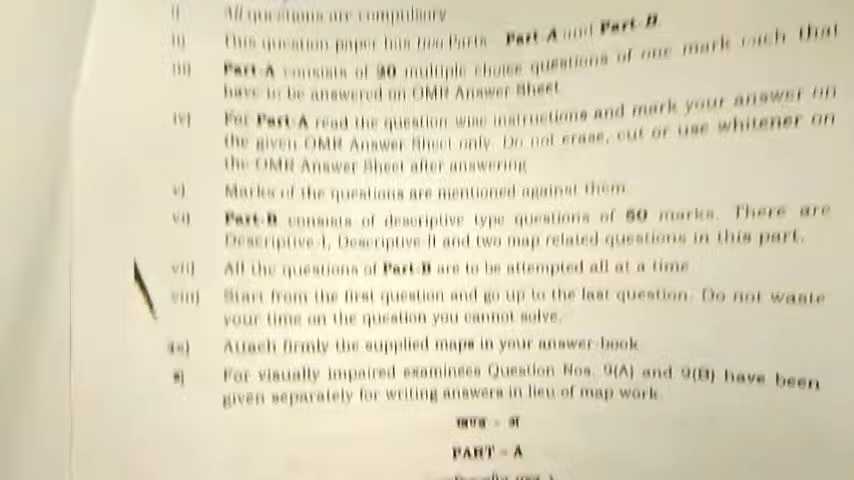 i) All questions are compulsory
ii) This question paper has two Parts Part-A and Part-B.
iii) Part-A consists of 20 multiple choice questions of one mark each that
have to be answered on OMR Answer Sheet
iv) For Part-A read the question wise instructions and mark your answer on
the given OMR Answer Sheet only. Do not erase, cut or use whitener on
the OMR Answer Sheet after answering
v) Marks of the questions are mentioned against them
vi) Part-B consists of descriptive type questions of marks. There are
Descriptive-I, Descriptive-II and two map related questions in this part.
vii) All the questions of Part-B are to be attempted all at a time
viii) Start from the first question and go up to the last question. Do not waste
your time on the question you cannot solve.
ix) Attach firmly the supplied maps in your answer-book
x) For visually impaired examinees Question Nos. 9(A) and 9(B) have been
given separately for writing answers in lieu of map work.
खण्ड - अ
PART - A